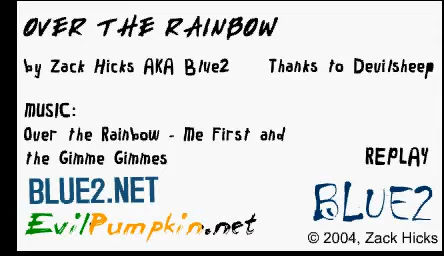 OVER THE RAINBOW
by Zack Hicks AKA Blue2 Thanks to Devilsheep
MUSIC:
Over the Rainbow - Me First and
the Gimme Gimmes
REPLAY
BLUE2.NET
EvilPumpkin.net
BLUE2
© 2004, Zack Hicks